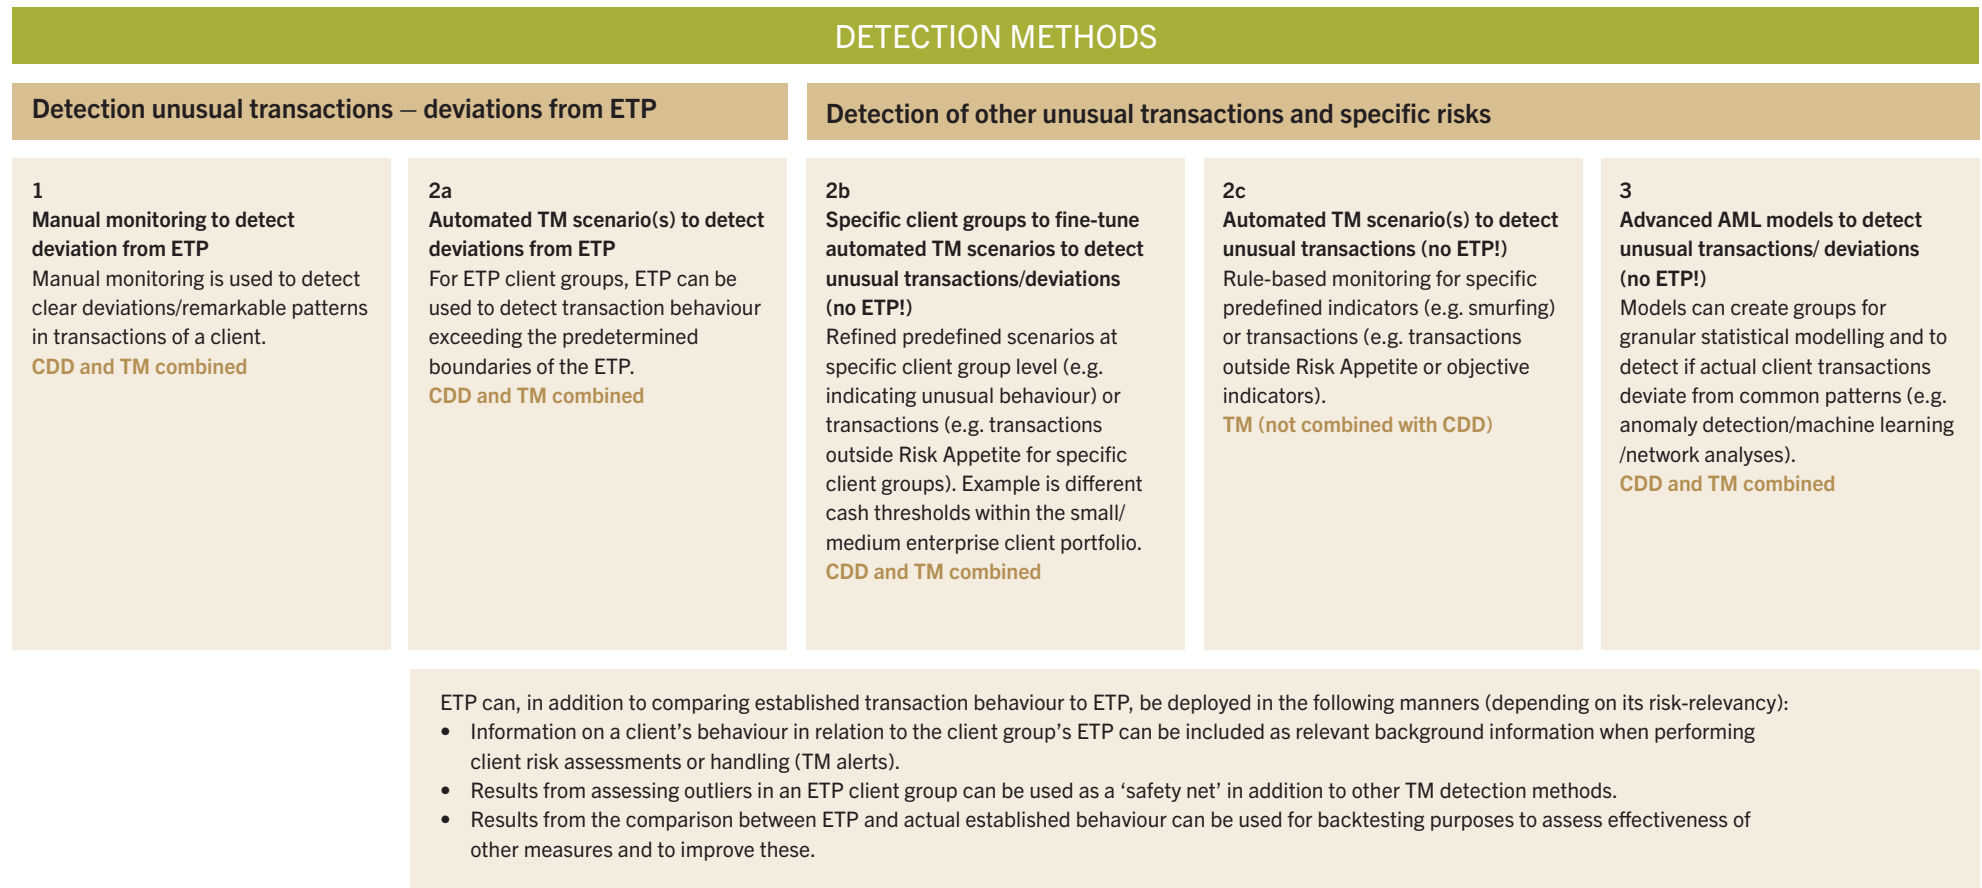 DETECTION METHODS
Detection unusual transactions – deviations from ETP
Detection of other unusual transactions and specific risks
1
Manual monitoring to detect
deviation from ETP
Manual monitoring is used to detect
clear deviations/remarkable patterns
in transactions of a client.
CDD and TM combined
2a
Automated TM scenario(s) to detect
deviations from ETP
For ETP client groups, ETP can be
used to detect transaction behaviour
exceeding the predetermined
boundaries of the ETP.
CDD and TM combined
2b
Specific client groups to fine-tune
automated TM scenarios to detect
unusual transactions/deviations
(no ETP!)
Refined predefined scenarios at
specific client group level (e.g.
indicating unusual behaviour) or
transactions (e.g. transactions
outside Risk Appetite for specific
client groups). Example is different
cash thresholds within the small/
medium enterprise client portfolio.
CDD and TM combined
2c
Automated TM scenario(s) to detect
unusual transactions (no ETP!)
Rule-based monitoring for specific
predefined indicators (e.g. smurfing)
or transactions (e.g. transactions
outside Risk Appetite or objective
indicators).
TM (not combined with CDD)
3
Advanced AML models to detect
unusual transactions/ deviations
(no ETP!)
Models can create groups for
granular statistical modelling and to
detect if actual client transactions
deviate from common patterns (e.g.
anomaly detection/machine learning
/network analyses).
CDD and TM combined
ETP can, in addition to comparing established transaction behaviour to ETP, be deployed in the following manners (depending on its risk-relevancy):
• Information on a client’s behaviour in relation to the client group’s ETP can be included as relevant background information when performing
client risk assessments or handling (TM alerts).
• Results from assessing outliers in an ETP client group can be used as a ‘safety net’ in addition to other TM detection methods.
• Results from the comparison between ETP and actual established behaviour can be used for backtesting purposes to assess effectiveness of
other measures and to improve these.